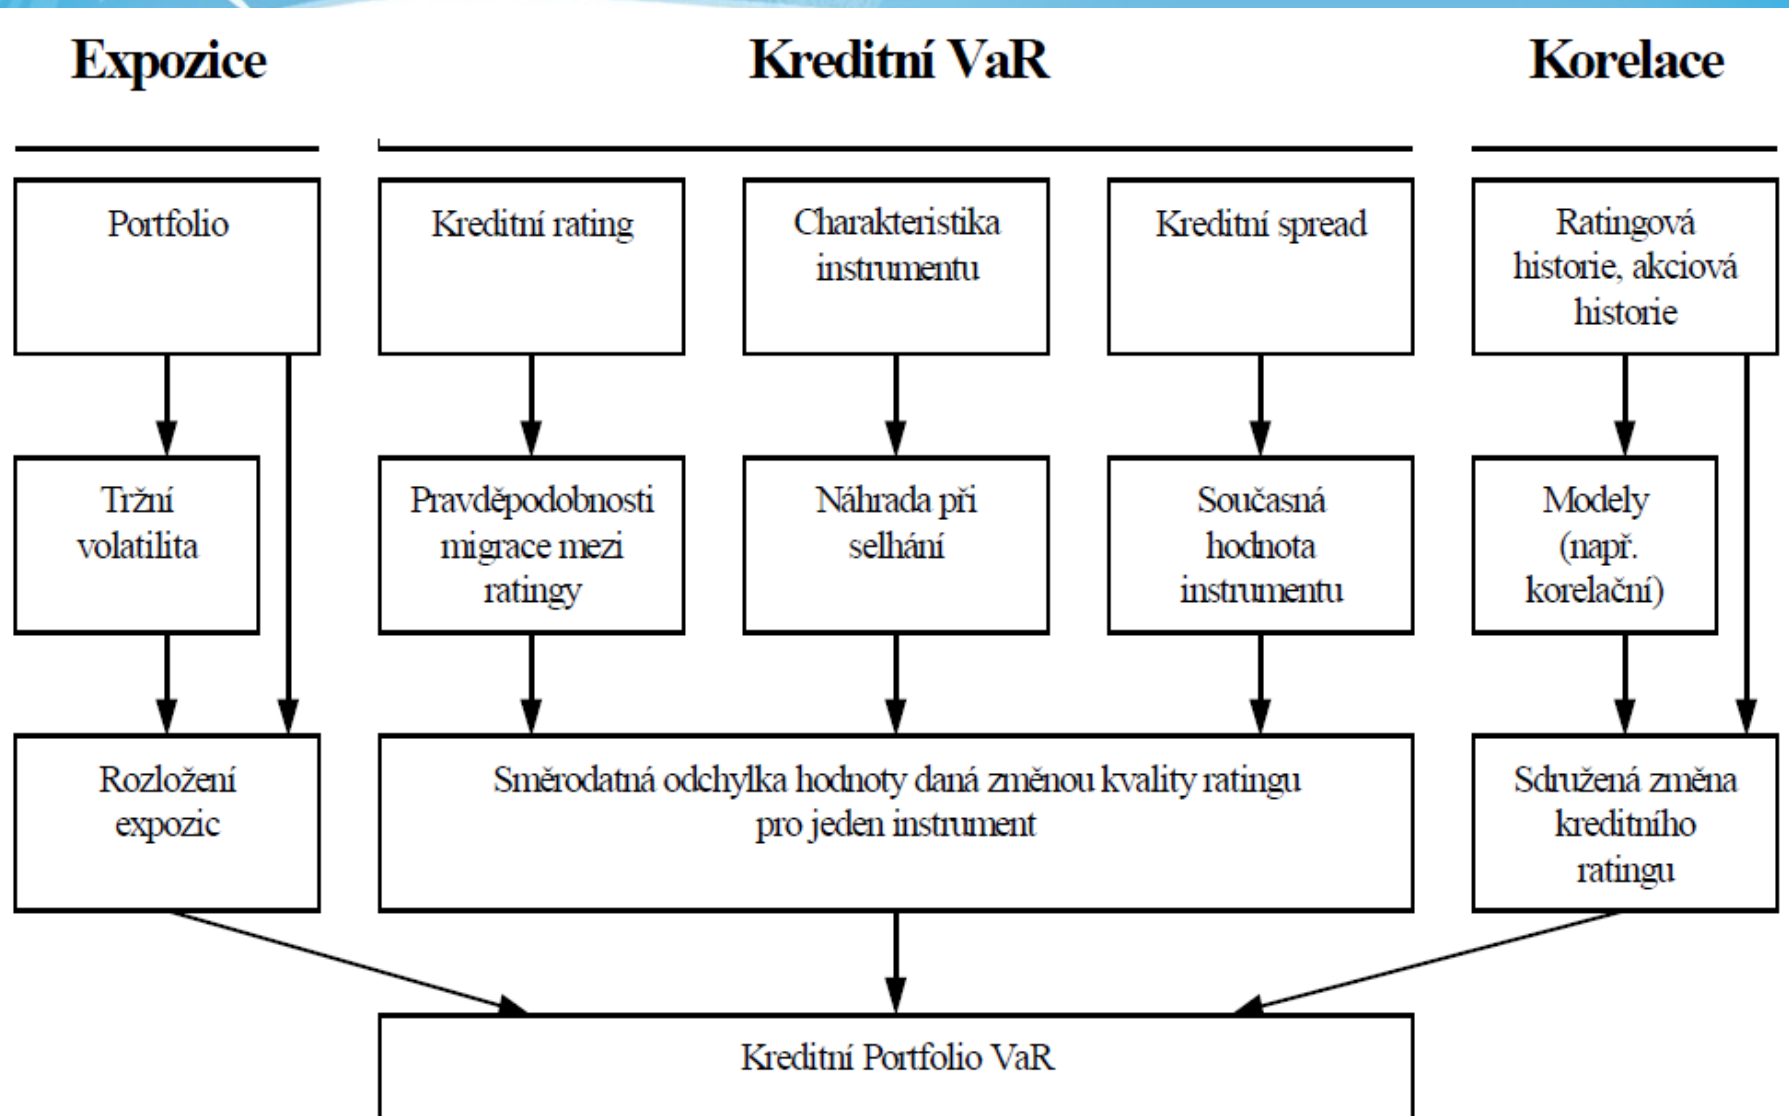 Expozice
Kreditní VaR
Korelace
Portfolio
Kreditní rating
Charakteristika
instrumentu
Kreditní spread
Ratingová
historie, akciová
historie
Tržní
volatilita
Pravděpodobnosti
migrace mezi
ratingy
Náhrada při
selhání
Současná
hodnota
instrumentu
Modely
(např.
korelační)
Rozložení
expozic
Směrodatná odchylka hodnoty daná změnou kvality ratingu
pro jeden instrument
Sdružená změna
kreditního
ratingu
Kreditní Portfolio VaR